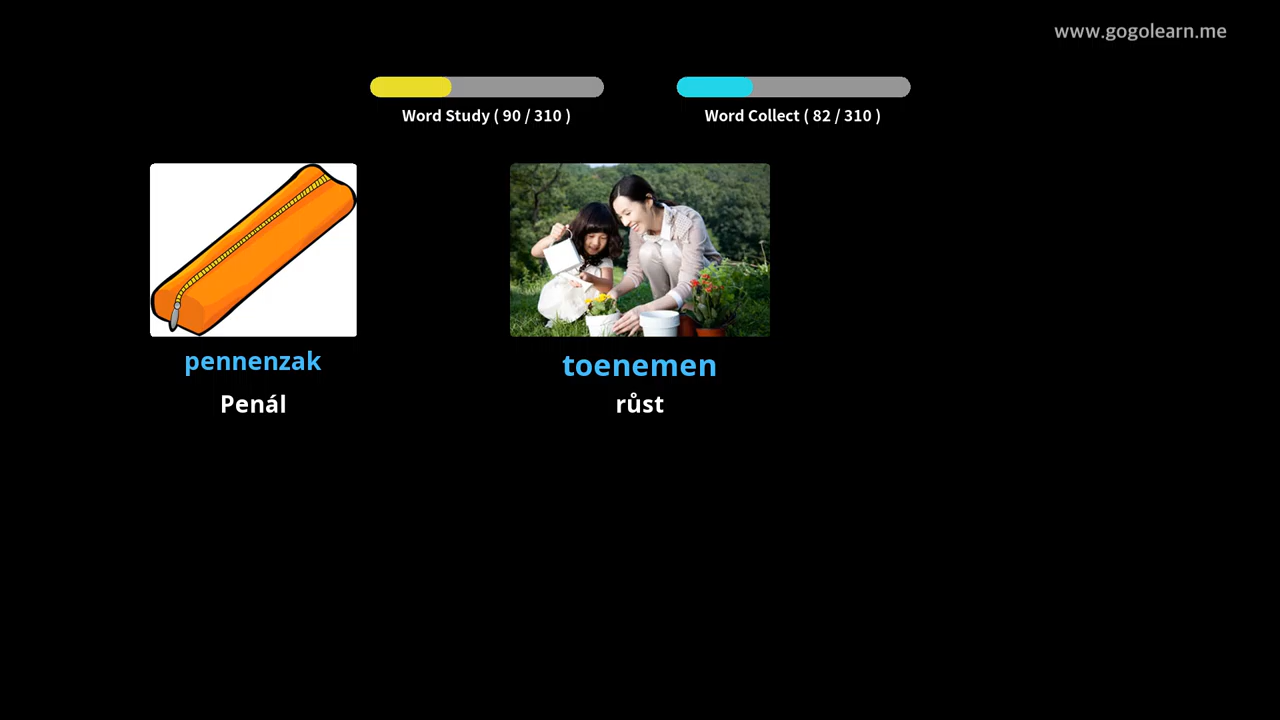 www.gogolearn.me
Word Study ( 90 / 310 )
Word Collect ( 82 / 310 )
pennenzak
Penál
toenemen
růst